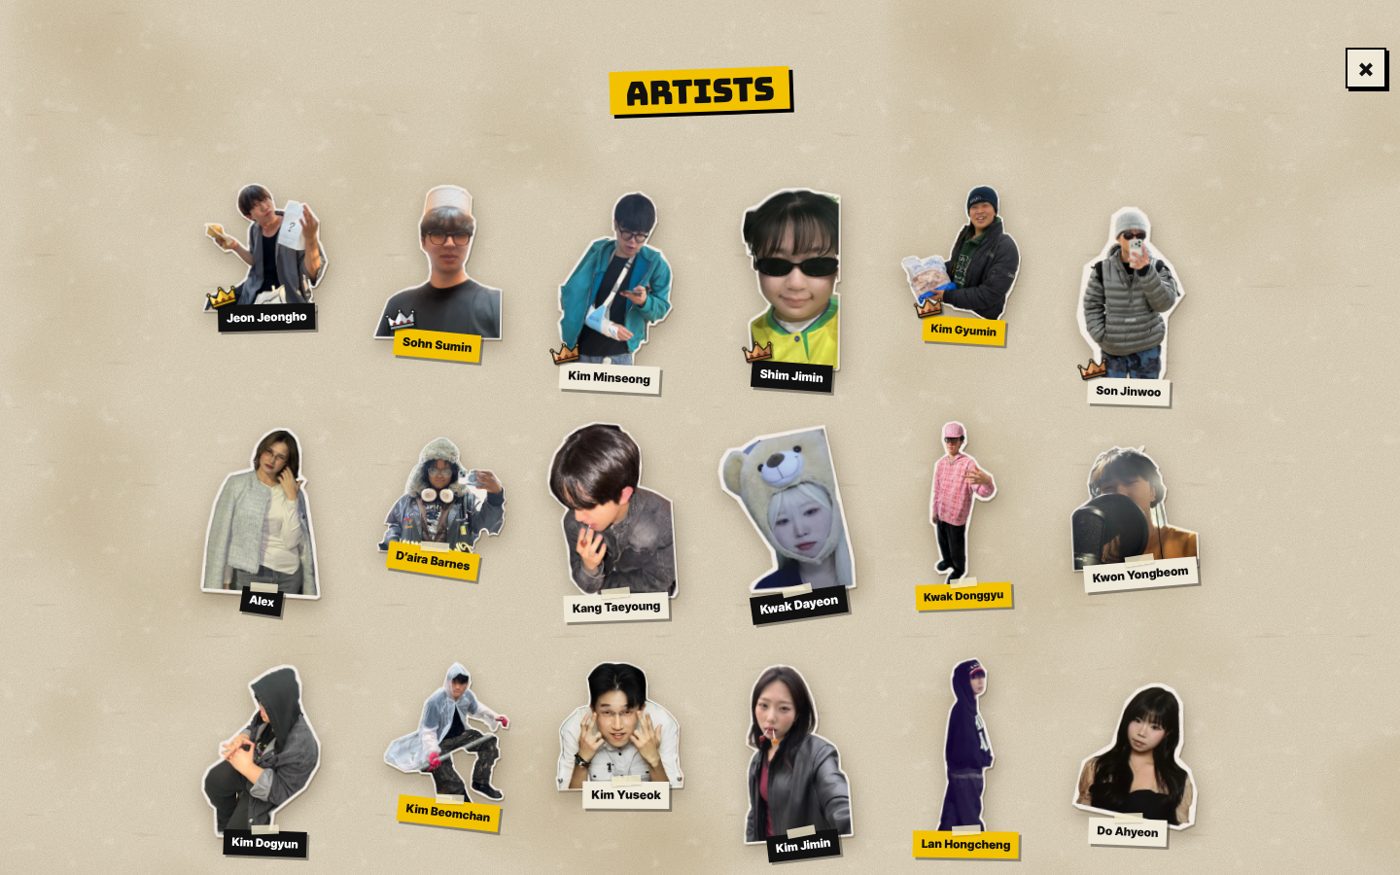 ARTISTS
?
Jeon Jeongho
Sohn Sumin
Kim Minseong
Shim Jimin
Kim Gyumin
Son Jinwoo
Alex
D'aira Barnes
Kang Taeyoung
Kwak Dayeon
Kwak Donggyu
Kwon Yongbeom
Kim Dogyun
Kim Beomchan
Kim Yuseok
Kim Jimin
Lan Hongcheng
Do Ahyeon